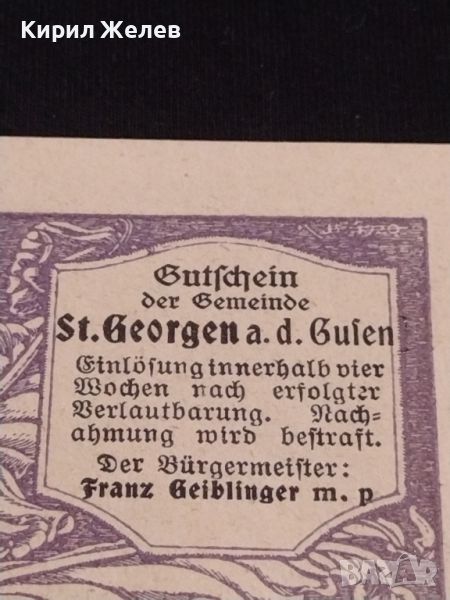 Кирил Желев
Gutschein
der Gemeinde
St. Georgen a. d. Gusen
Einlösung innerhalb vier
Wochen nach erfolgter
Verlautbarung. Nach=
ahmung wird bestraft.
Der Bürgermeister:
Franz Geiblinger m. p
BAZAR